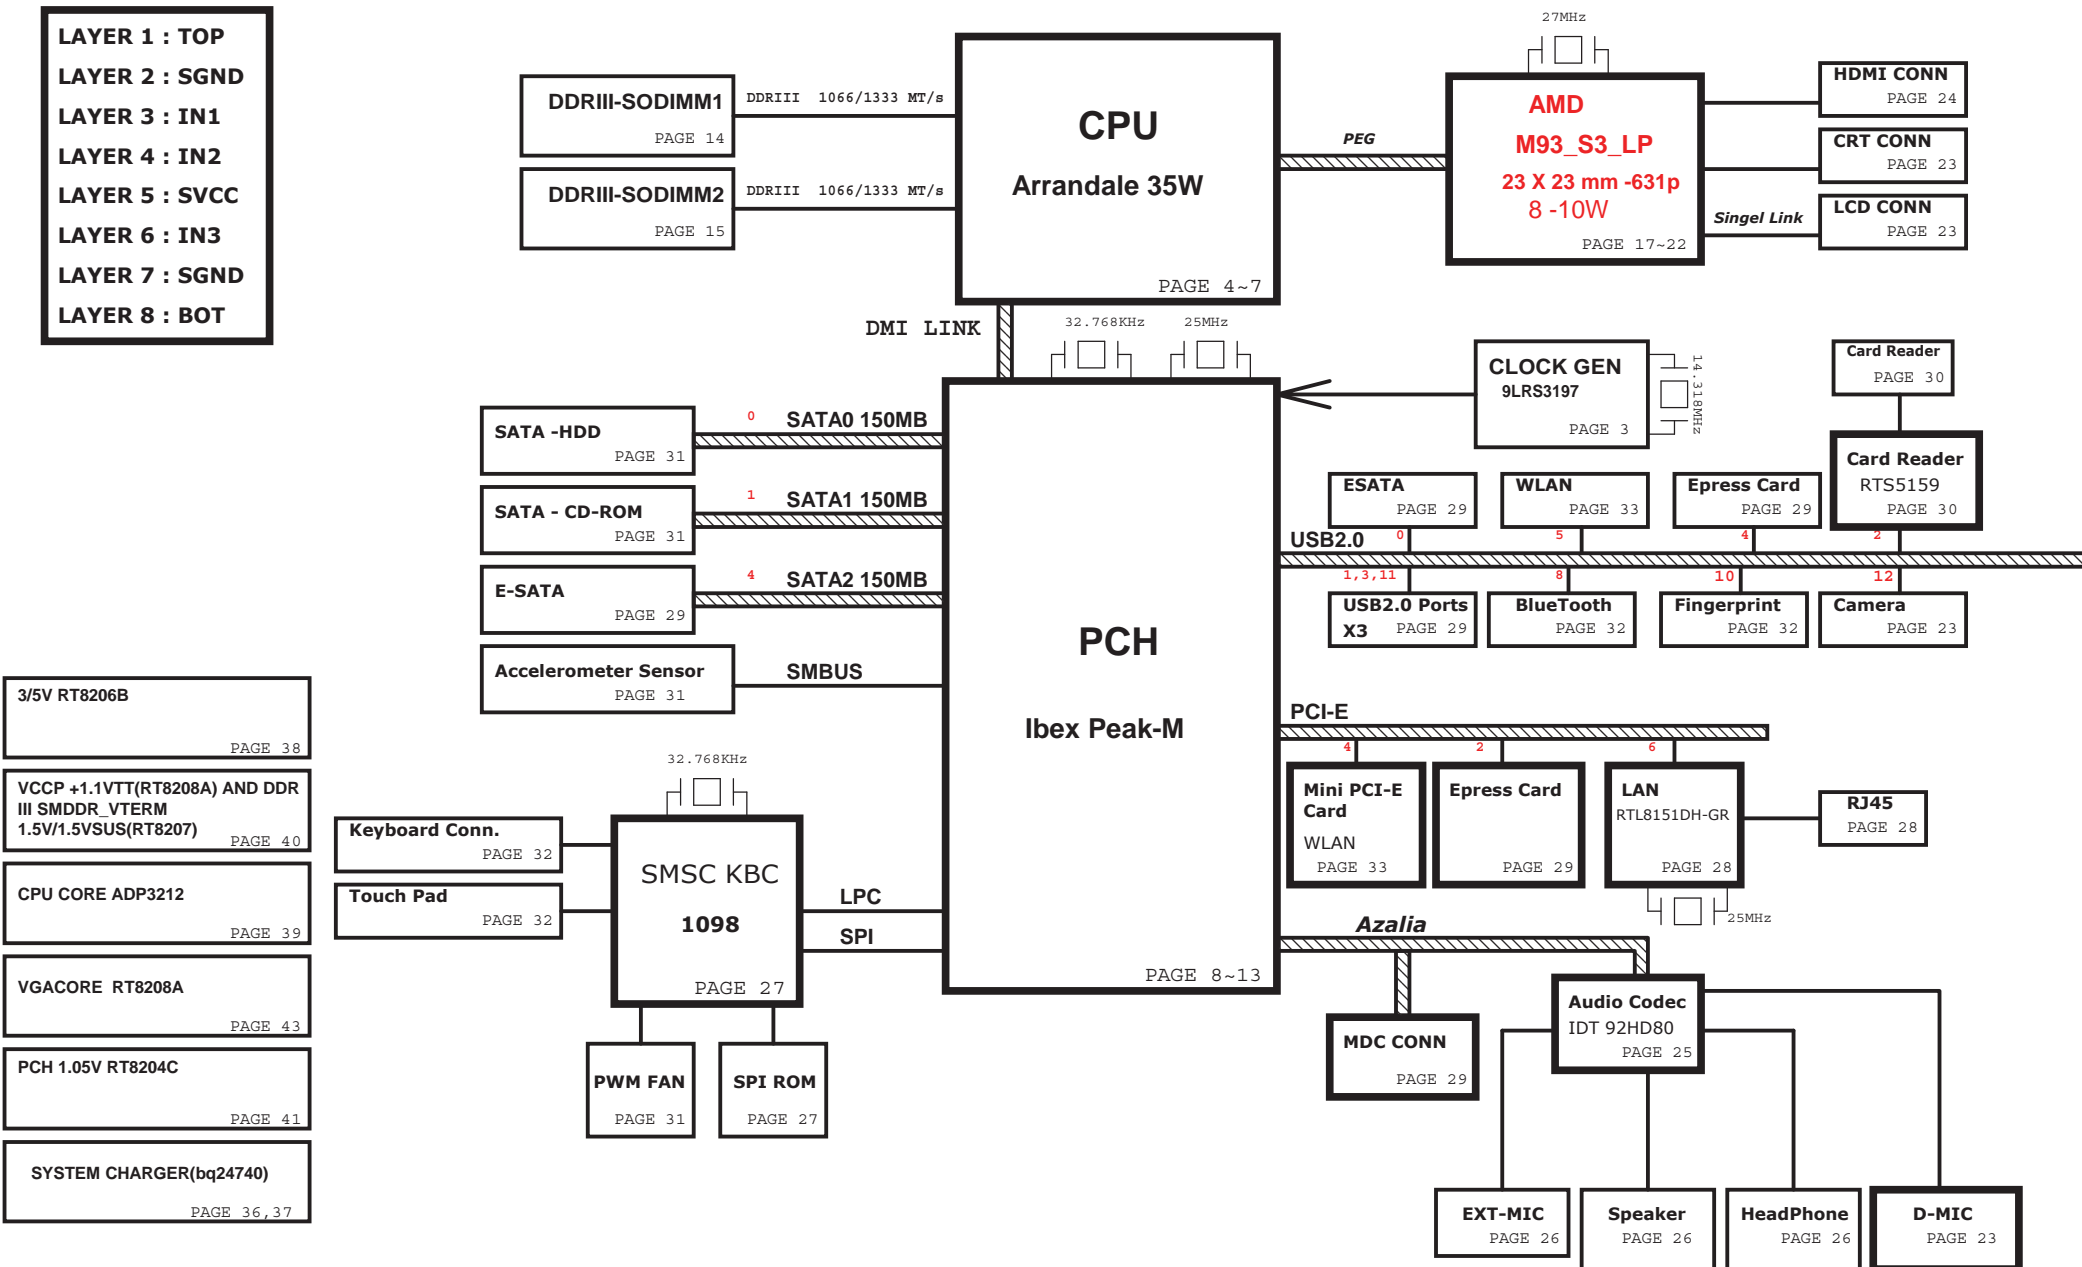 LAYER 1 : TOP
LAYER 2 : SGND
LAYER 3 : IN1
LAYER 4 : IN2
LAYER 5 : SVCC
LAYER 6 : IN3
LAYER 7 : SGND
LAYER 8 : BOT
DDRIII-SODIMM1
PAGE 14
DDRIII 1066/1333 MT/s
DDRIII-SODIMM2
PAGE 15
DDRIII 1066/1333 MT/s
CPU
Arrandale 35W
PAGE 4~7
PEG
27MHz
AMD
M93_S3_LP
23 X 23 mm -631p
8 -10W
PAGE 17~22
HDMI CONN
PAGE 24
CRT CONN
PAGE 23
Singel Link
LCD CONN
PAGE 23
DMI LINK
32.768KHz
25MHz
CLOCK GEN
9LRS3197
PAGE 3
14.318MHz
Card Reader
PAGE 30
Card Reader
RTS5159
PAGE 30
SATA -HDD
PAGE 31
0
SATA0 150MB
SATA - CD-ROM
PAGE 31
1
SATA1 150MB
E-SATA
PAGE 29
4
SATA2 150MB
Accelerometer Sensor
PAGE 31
SMBUS
PCH
Ibex Peak-M
PAGE 8~13
ESATA
PAGE 29
WLAN
PAGE 33
Epress Card
PAGE 29
USB2.0
0
5
4
2
1,3,11
8
10
12
USB2.0 Ports
X3 PAGE 29
BlueTooth
PAGE 32
Fingerprint
PAGE 32
Camera
PAGE 23
PCI-E
4
2
6
Mini PCI-E
Card
WLAN
PAGE 33
Epress Card
PAGE 29
LAN
RTL8151DH-GR
PAGE 28
25MHz
RJ45
PAGE 28
3/5V RT8206B
PAGE 38
VCCP +1.1VTT(RT8208A) AND DDR
III SMDDR_VTERM
1.5V/1.5VSUS(RT8207)
PAGE 40
CPU CORE ADP3212
PAGE 39
VGACORE RT8208A
PAGE 43
PCH 1.05V RT8204C
PAGE 41
SYSTEM CHARGER(bq24740)
PAGE 36,37
32.768KHz
Keyboard Conn.
PAGE 32
Touch Pad
PAGE 32
SMSC KBC
1098
PAGE 27
LPC
SPI
PWM FAN
PAGE 31
SPI ROM
PAGE 27
Azalia
MDC CONN
PAGE 29
Audio Codec
IDT 92HD80
PAGE 25
EXT-MIC
PAGE 26
Speaker
PAGE 26
HeadPhone
PAGE 26
D-MIC
PAGE 23